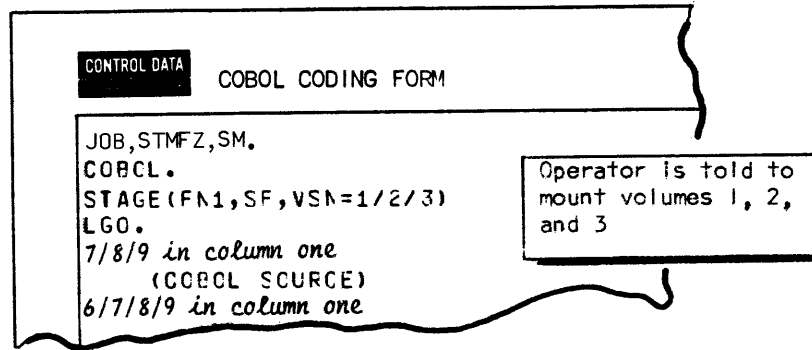 CONTROL DATA
COBOL CODING FORM
JOB,STMFZ,SM.
COBCL.
STAGE(FN1,SF,VSN=1/2/3)
LGO.
7/8/9 in column one
(COBOL SOURCE)
6/7/8/9 in column one
Operator is told to
mount volumes 1, 2,
and 3